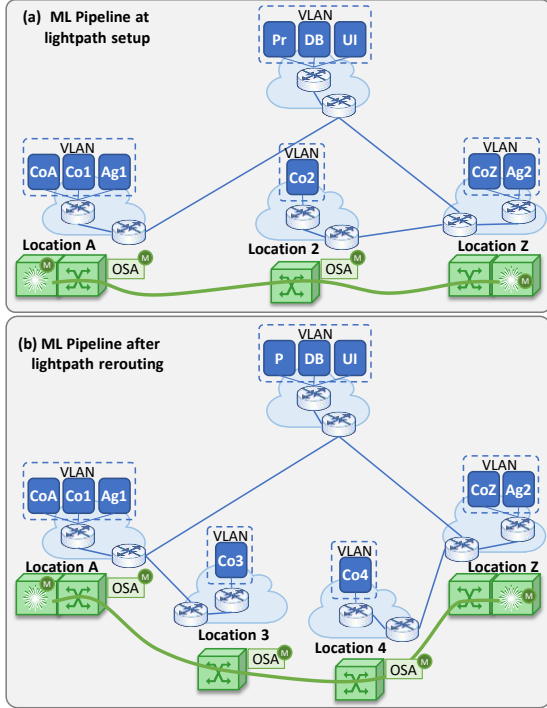 (a) ML Pipeline at
lightpath setup
VLAN
Pr DB UI
VLAN
CoA Co1 Ag1
VLAN
Co2
VLAN
CoZ Ag2
Location A
Location 2
Location Z
M
OSA M
OSA M
M
(b) ML Pipeline after
lightpath rerouting
VLAN
P DB UI
VLAN
CoA Co1 Ag1
VLAN
CoZ Ag2
VLAN
Co3
VLAN
Co4
Location A
Location Z
M
OSA M
M
Location 3
Location 4
OSA M
OSA M